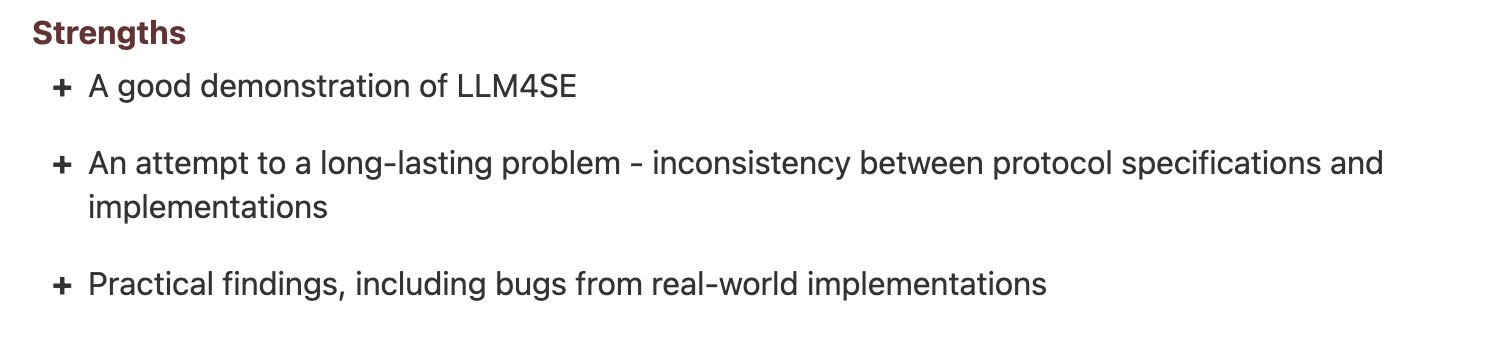 Strengths
+ A good demonstration of LLM4SE
+ An attempt to a long-lasting problem - inconsistency between protocol specifications and
implementations
+ Practical findings, including bugs from real-world implementations